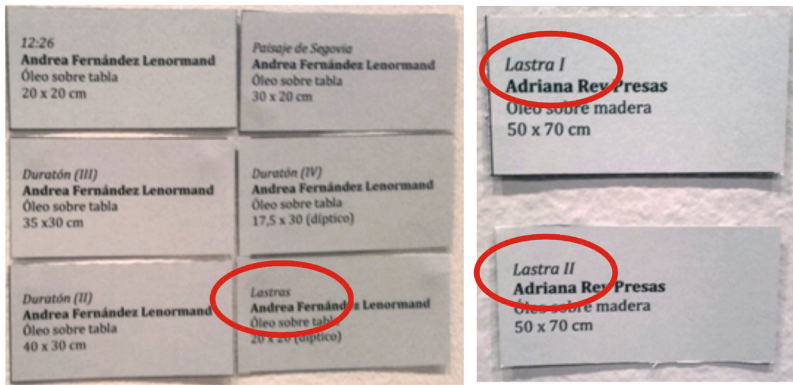 12:26
Andrea Fernández Lenormand
Óleo sobre tabla
20 x 20 cm
Paisaje de Segovia
Andrea Fernández Lenormand
Óleo sobre tabla
30 x 20 cm
Duratón (III)
Andrea Fernández Lenormand
Óleo sobre tabla
35 x30 cm
Duratón (IV)
Andrea Fernández Lenormand
Óleo sobre tabla
17,5 x 30 (díptico)
Duratón (II)
Andrea Fernández Lenormand
Óleo sobre tabla
40 x 30 cm
Lastras
Andrea Fernández Lenormand
Óleo sobre tabla
20 x 20 (díptico)
Lastra I
Adriana Rey Presas
Óleo sobre madera
50 x 70 cm
Lastra II
Adriana Rey Presas
Óleo sobre madera
50 x 70 cm